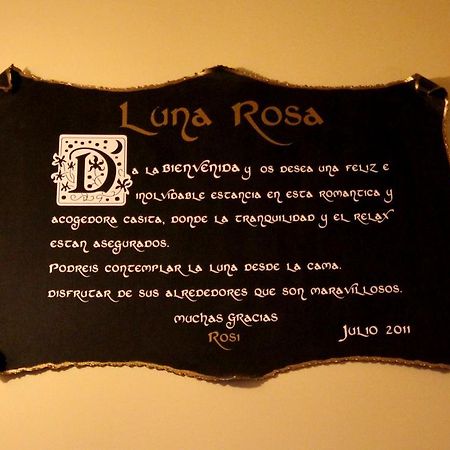 Luna Rosa
Da la BIENVENIDA y os desea una feliz e
inolvidable estancia en esta romantica y
acogedora casita, donde la tranquilidad y el relax
estan asegurados.
Podreis contemplar la luna desde la cama.
disfrutar de sus alrededores que son maravillosos.
muchas gracias
Rosi
Julio 2011